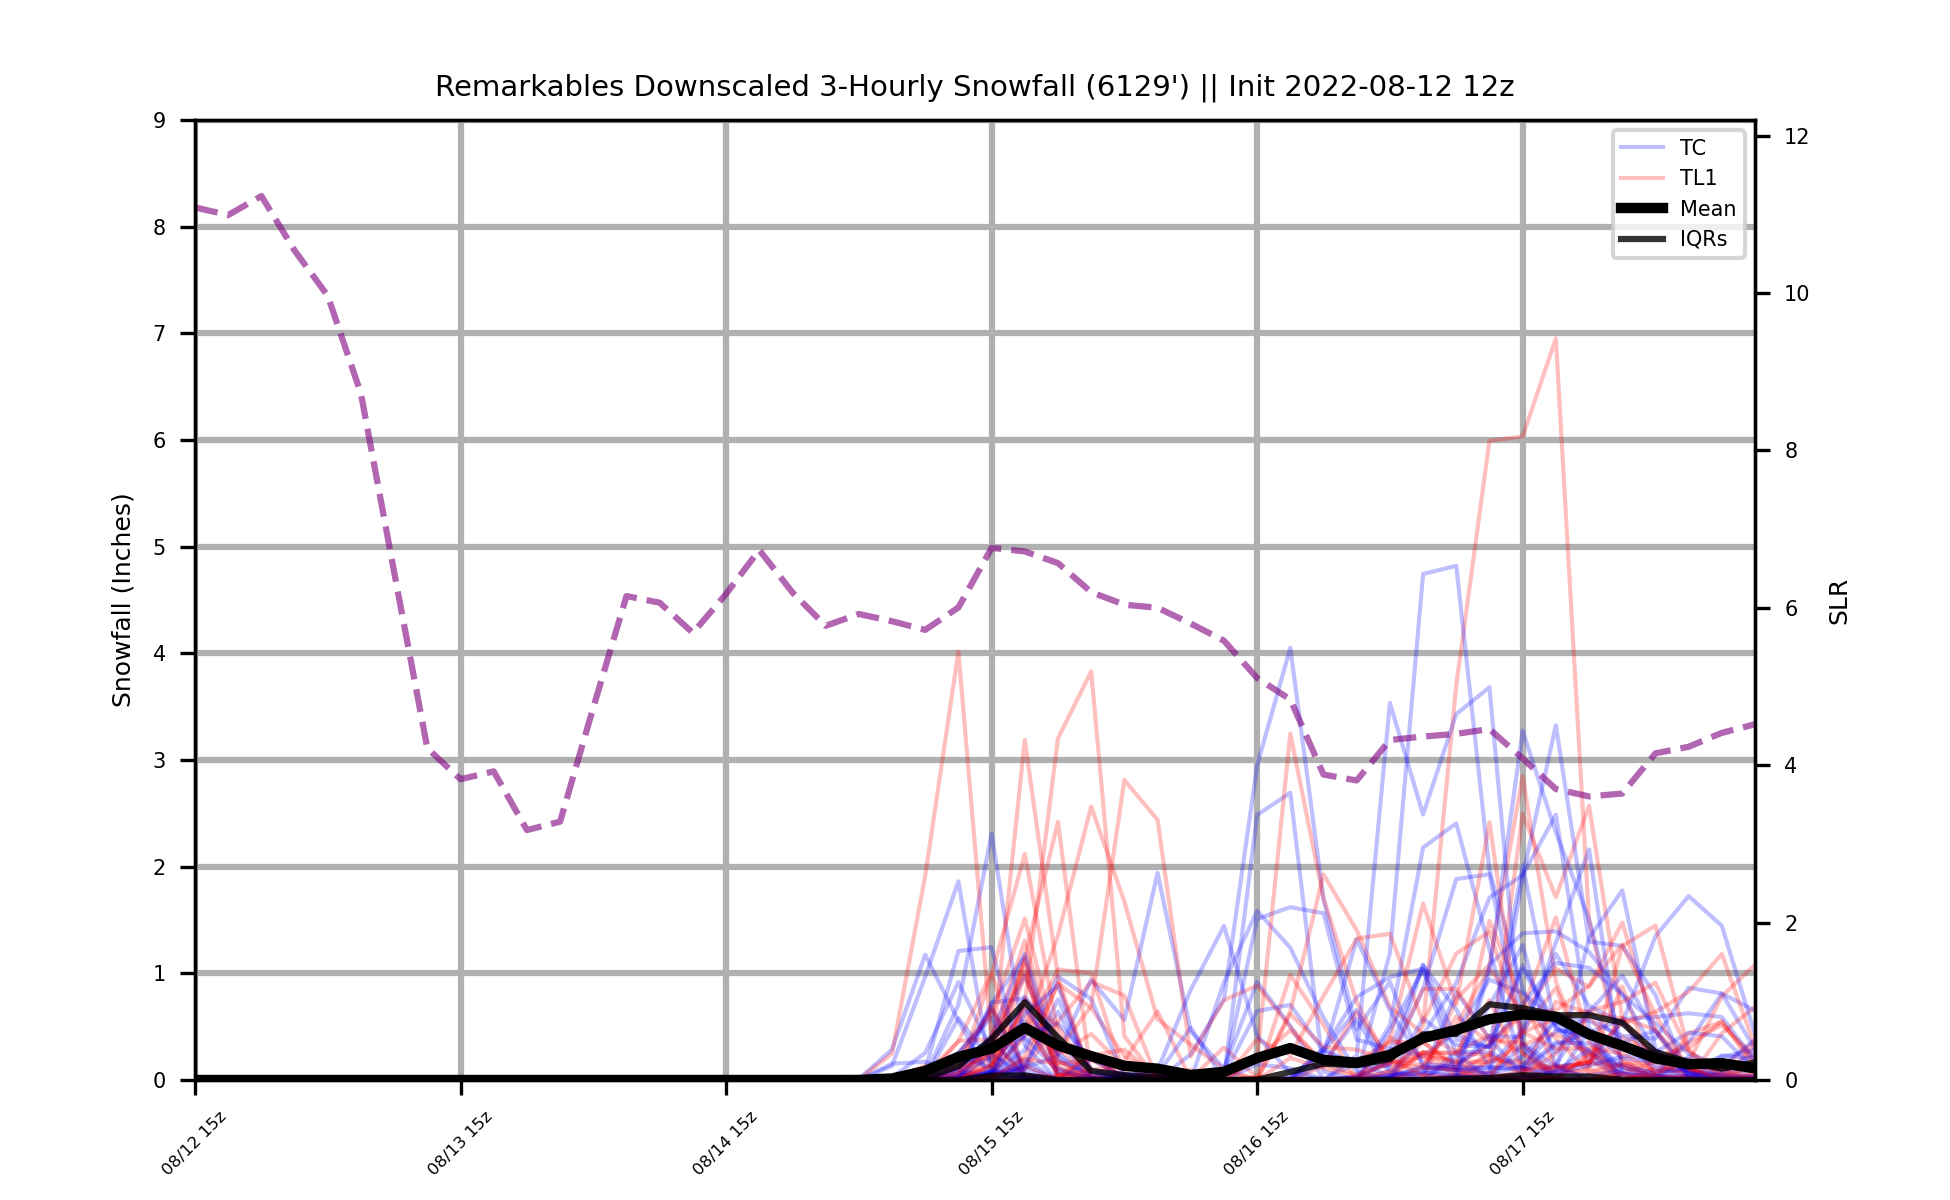 Remarkables Downscaled 3-Hourly Snowfall (6129') || Init 2022-08-12 12z
9
8
7
6
5
4
3
2
1
0
Snowfall (Inches)
12
10
8
6
4
2
0
SLR
TC
TL1
Mean
IQRs
08/12 15z
08/13 15z
08/14 15z
08/15 15z
08/16 15z
08/17 15z